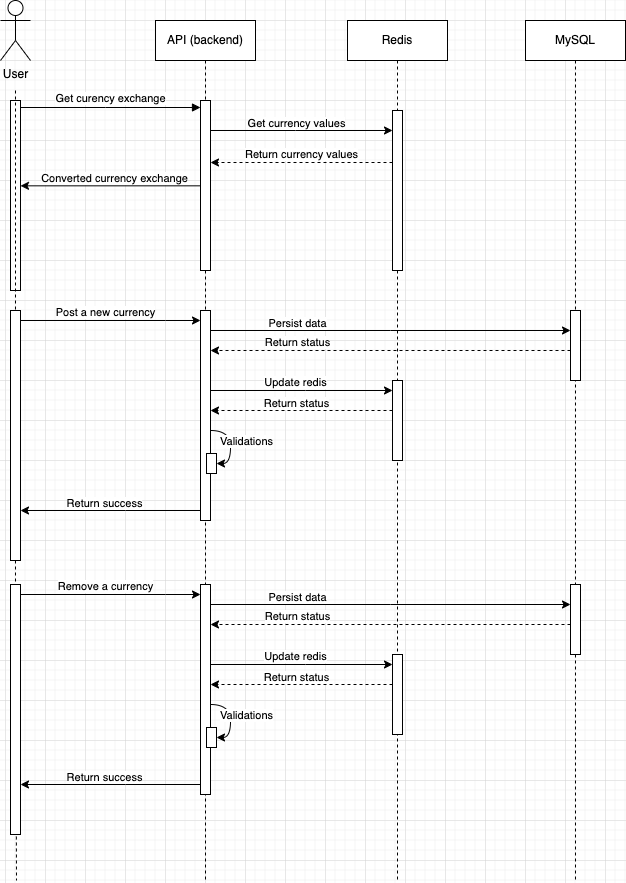 API (backend)
Redis
MySQL
User
Get curency exchange
Get currency values
Return currency values
Converted currency exchange
Post a new currency
Persist data
Return status
Update redis
Return status
Validations
Return success
Remove a currency
Persist data
Return status
Update redis
Return status
Validations
Return success